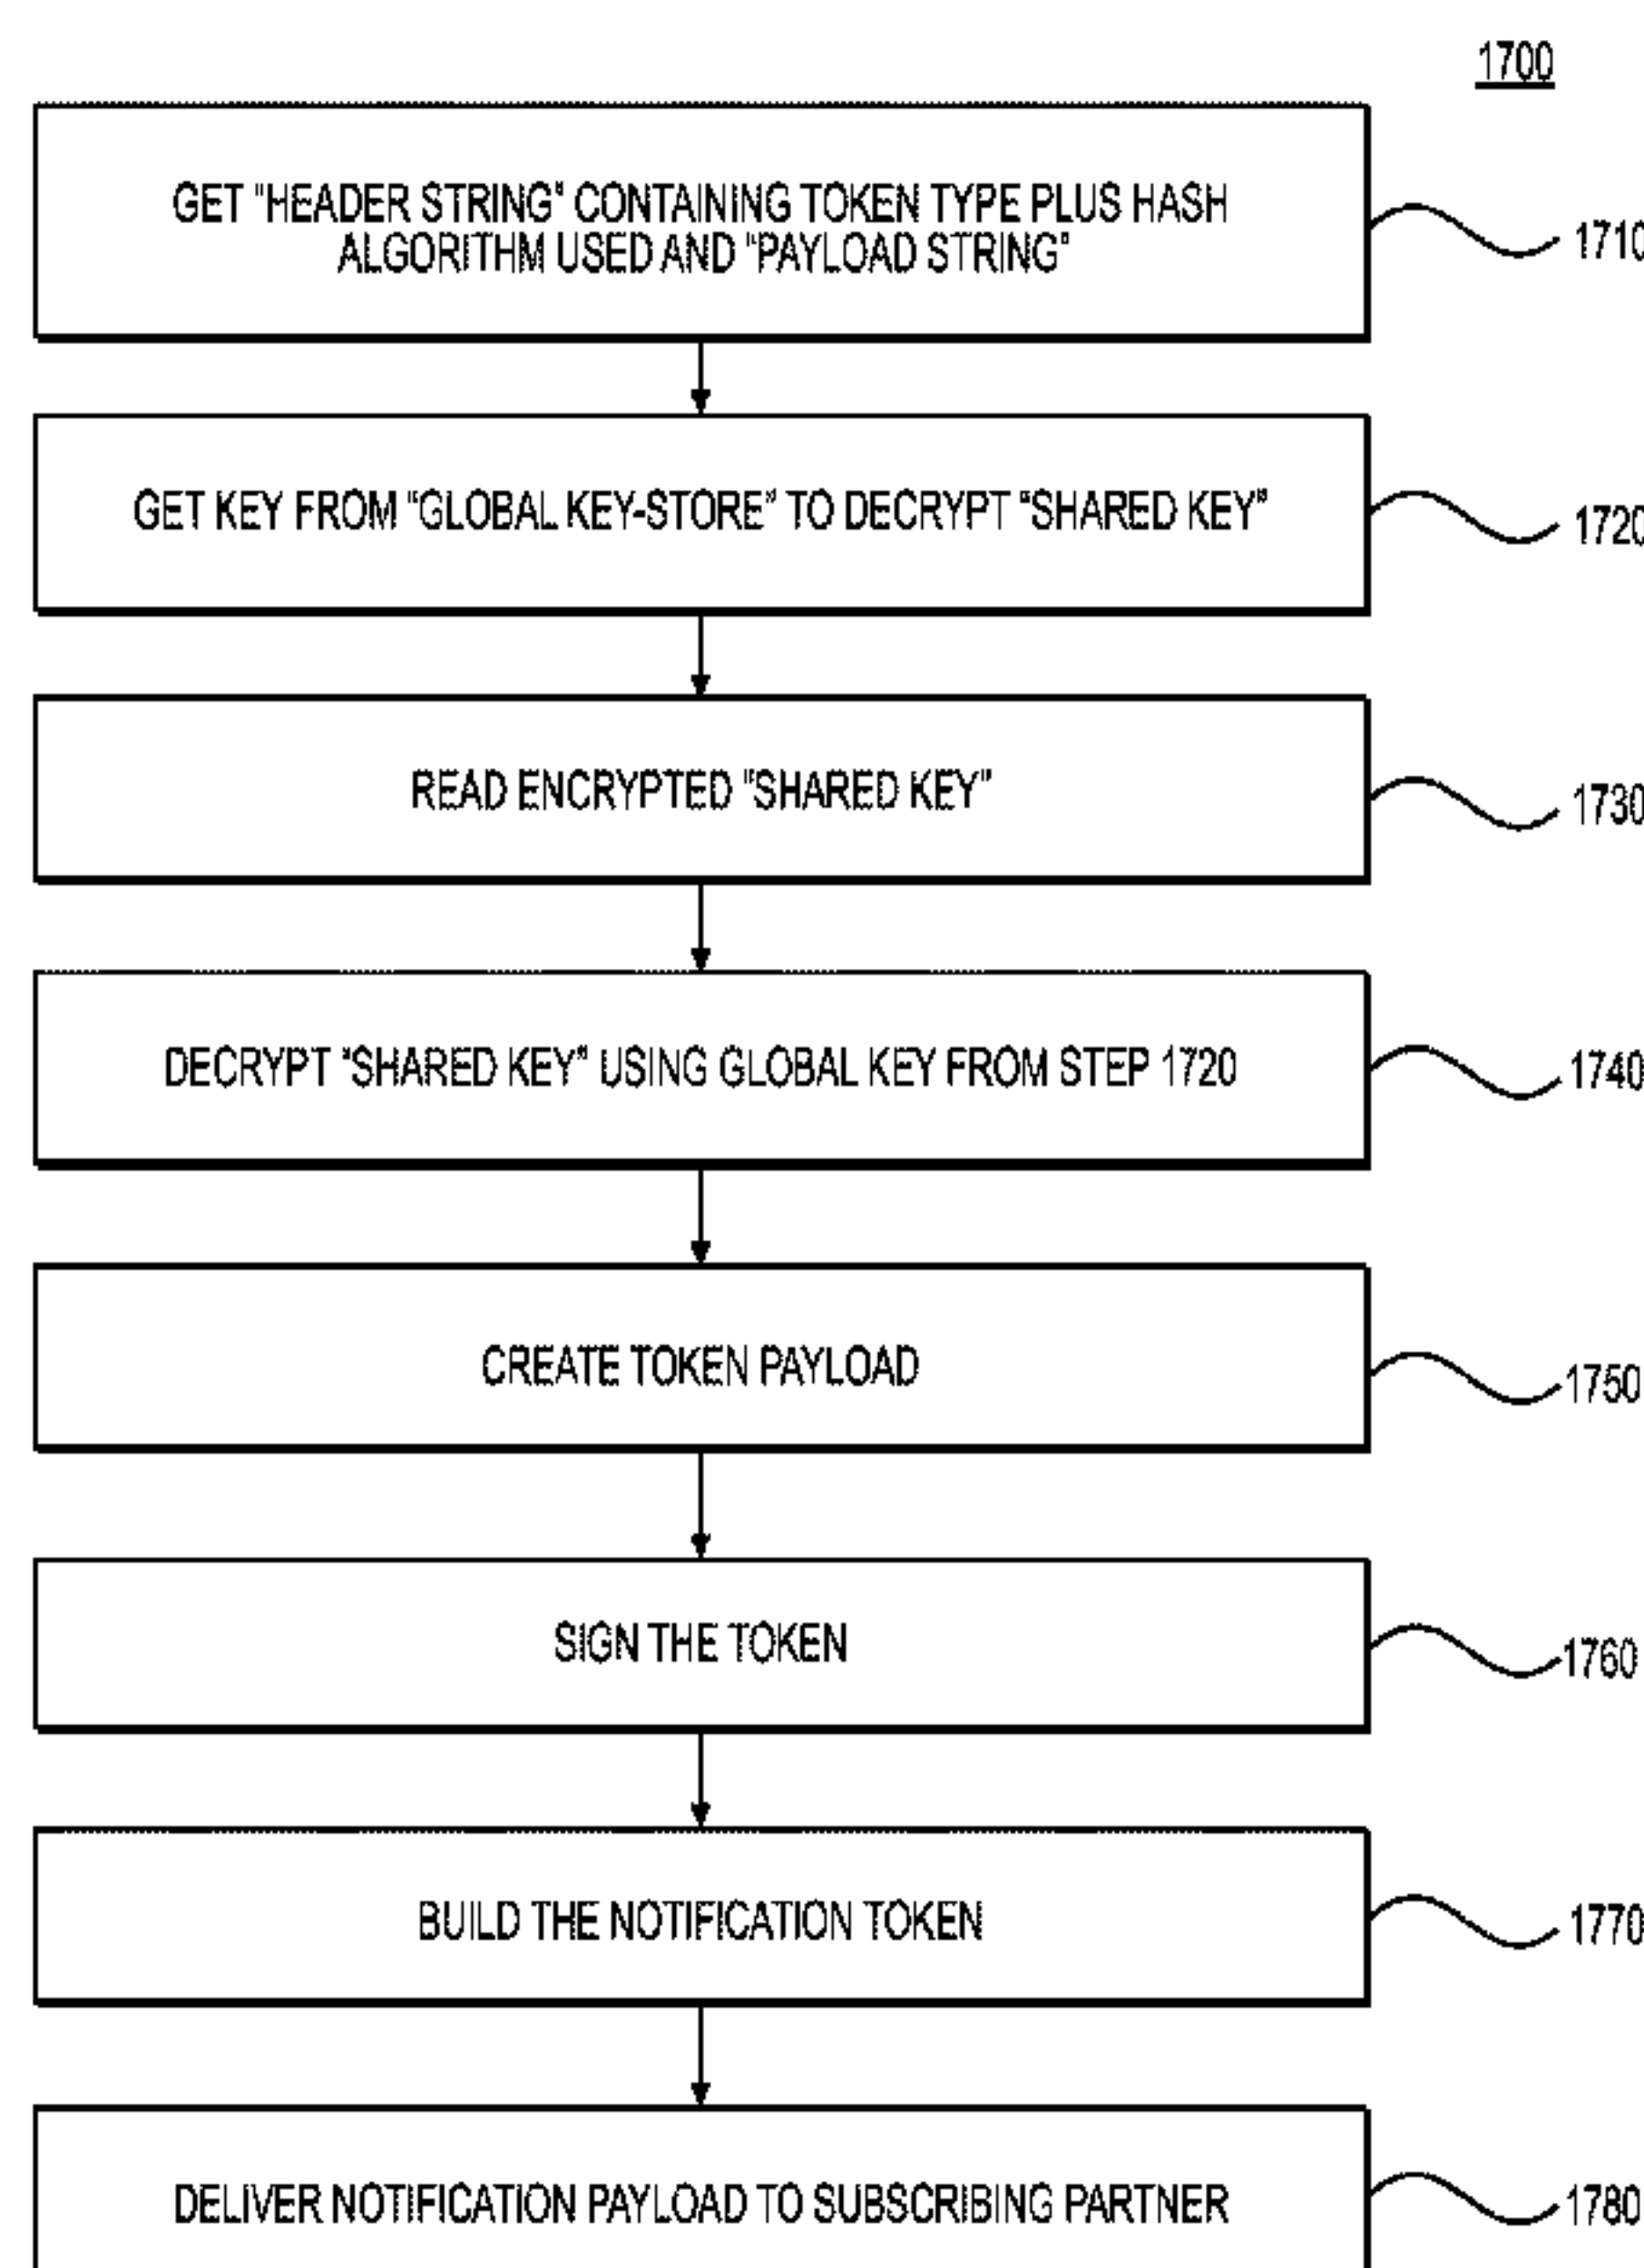 1700
GET "HEADER STRING" CONTAINING TOKEN TYPE PLUS HASH
ALGORITHM USED AND "PAYLOAD STRING"
1710
GET KEY FROM "GLOBAL KEY-STORE" TO DECRYPT "SHARED KEY"
1720
READ ENCRYPTED "SHARED KEY"
1730
DECRYPT "SHARED KEY" USING GLOBAL KEY FROM STEP 1720
1740
CREATE TOKEN PAYLOAD
1750
SIGN THE TOKEN
1760
BUILD THE NOTIFICATION TOKEN
1770
DELIVER NOTIFICATION PAYLOAD TO SUBSCRIBING PARTNER
1780